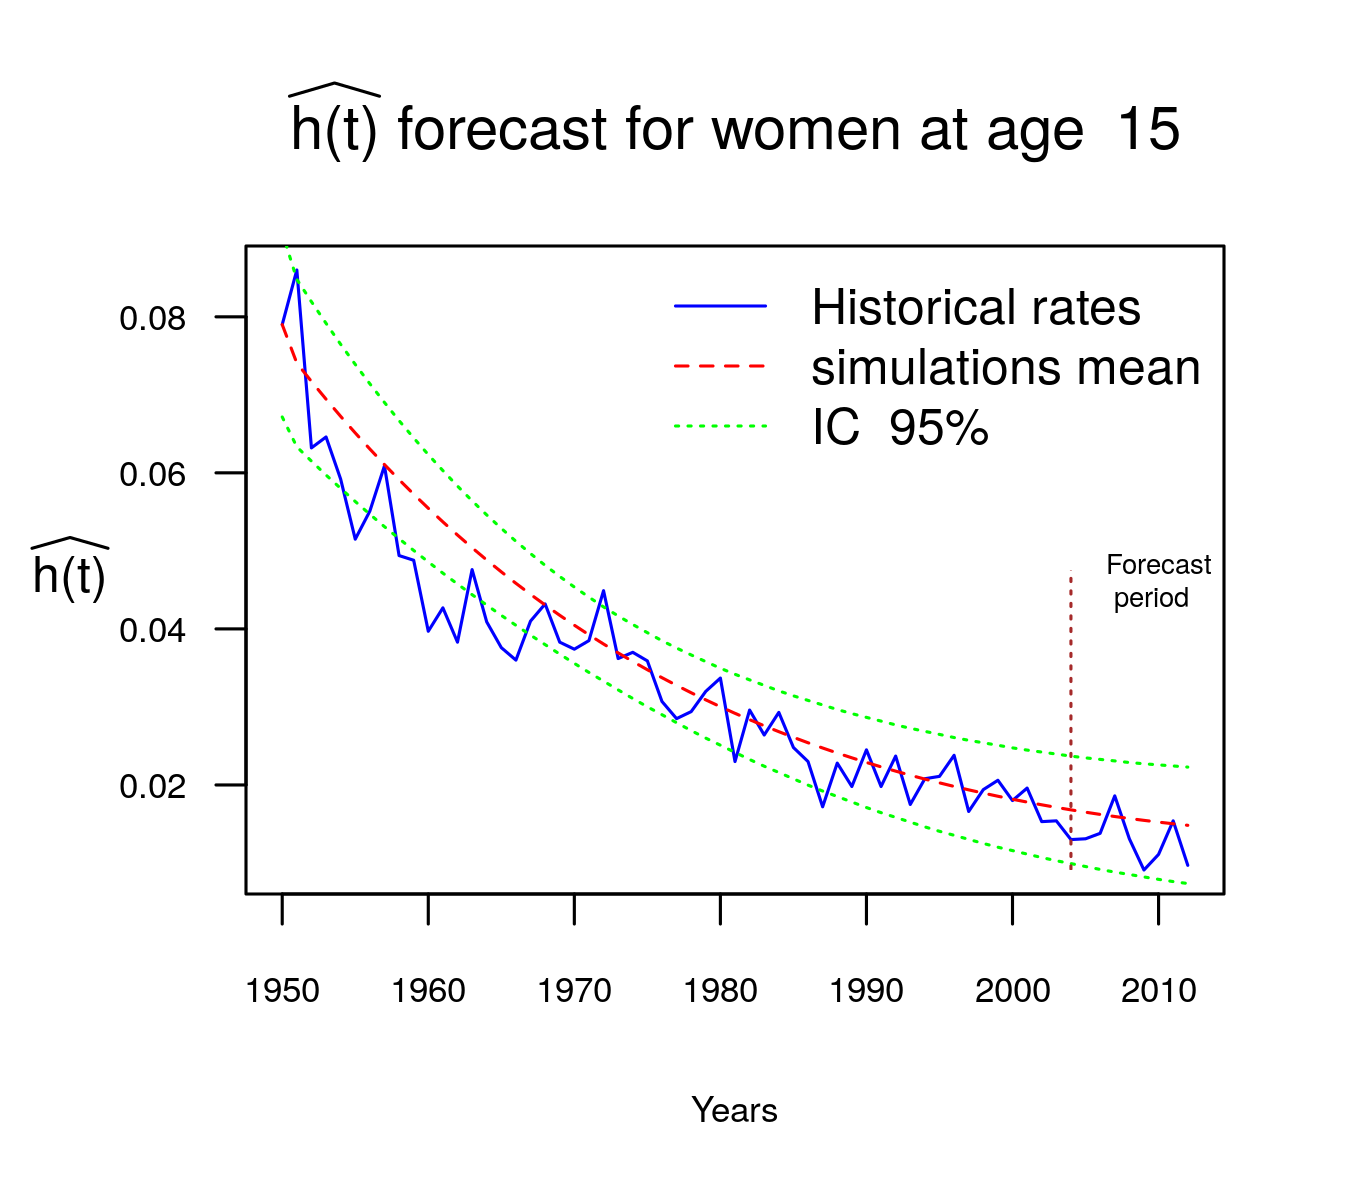 ĥ(t) forecast for women at age 15
Historical rates
simulations mean
IC 95%
0.08
0.06
0.04
0.02
ĥ(t)
Forecast
period
1950 1960 1970 1980 1990 2000 2010
Years